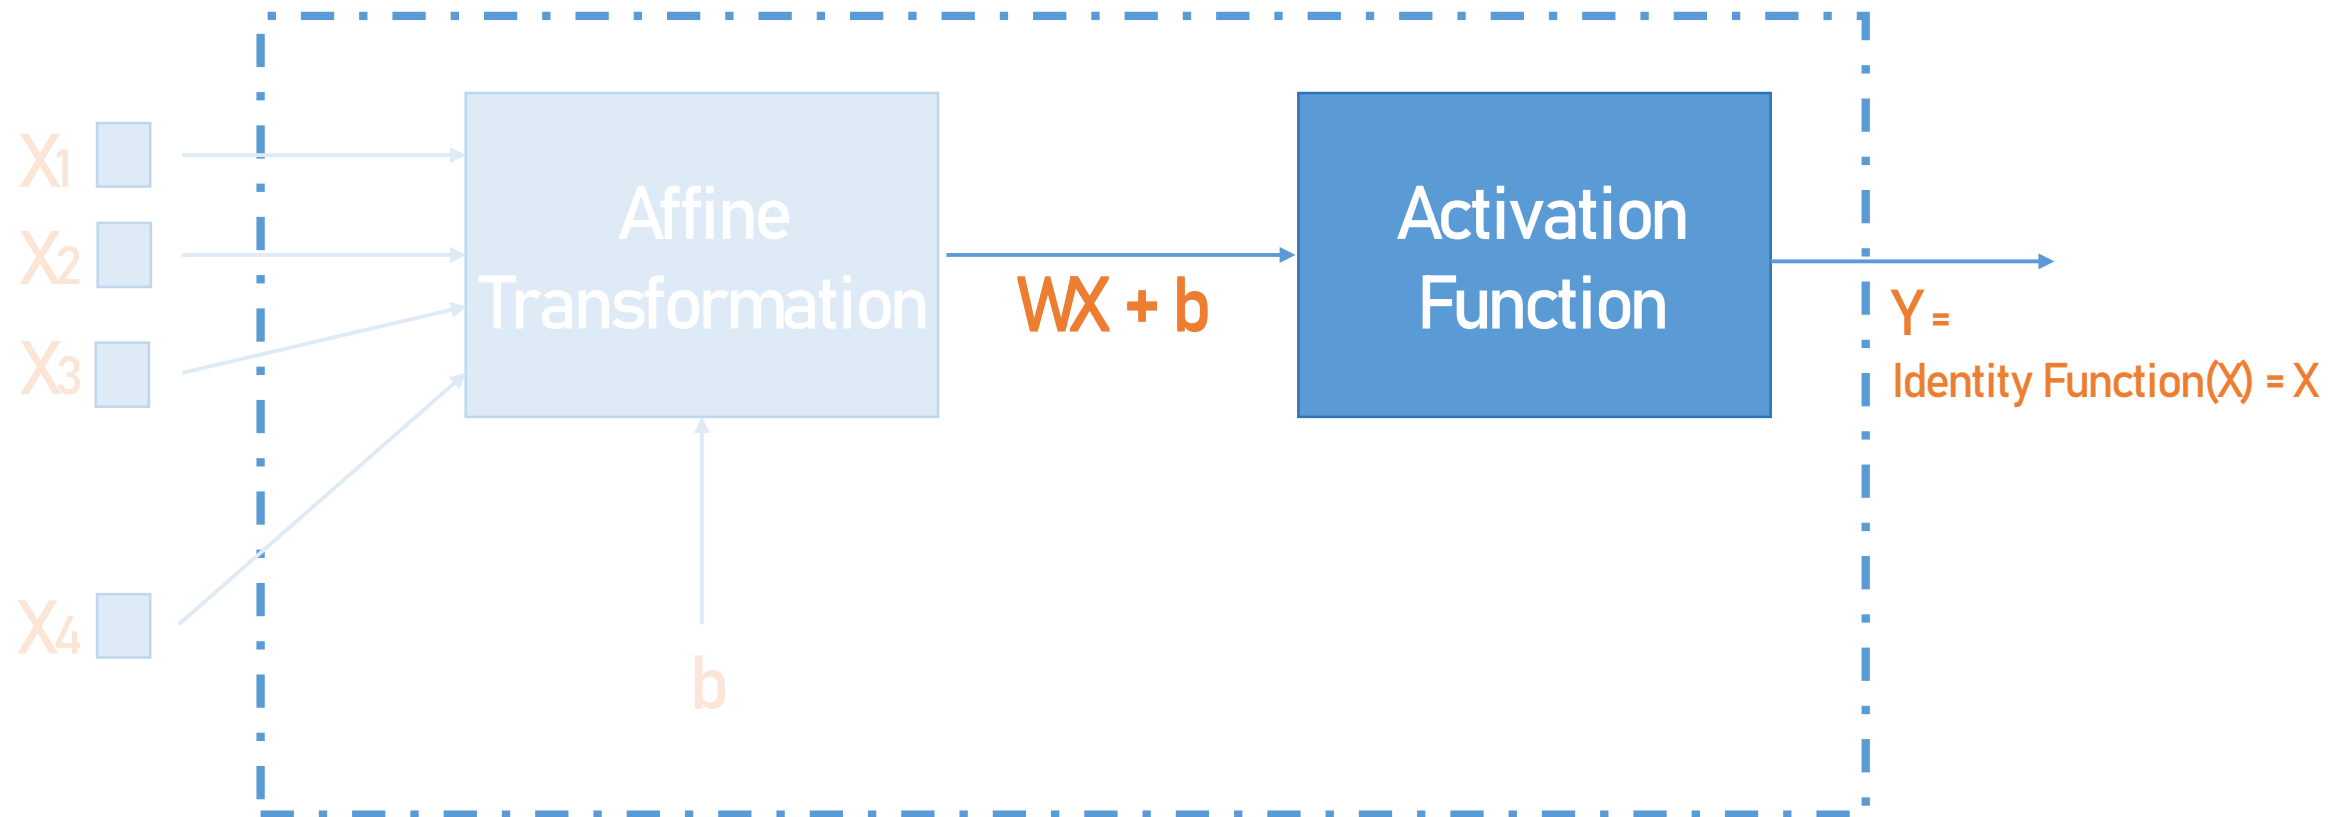 X1
X2
X3
X4
Affine
Transformation
b
WX + b
Activation
Function
Y =
Identity Function(X) = X